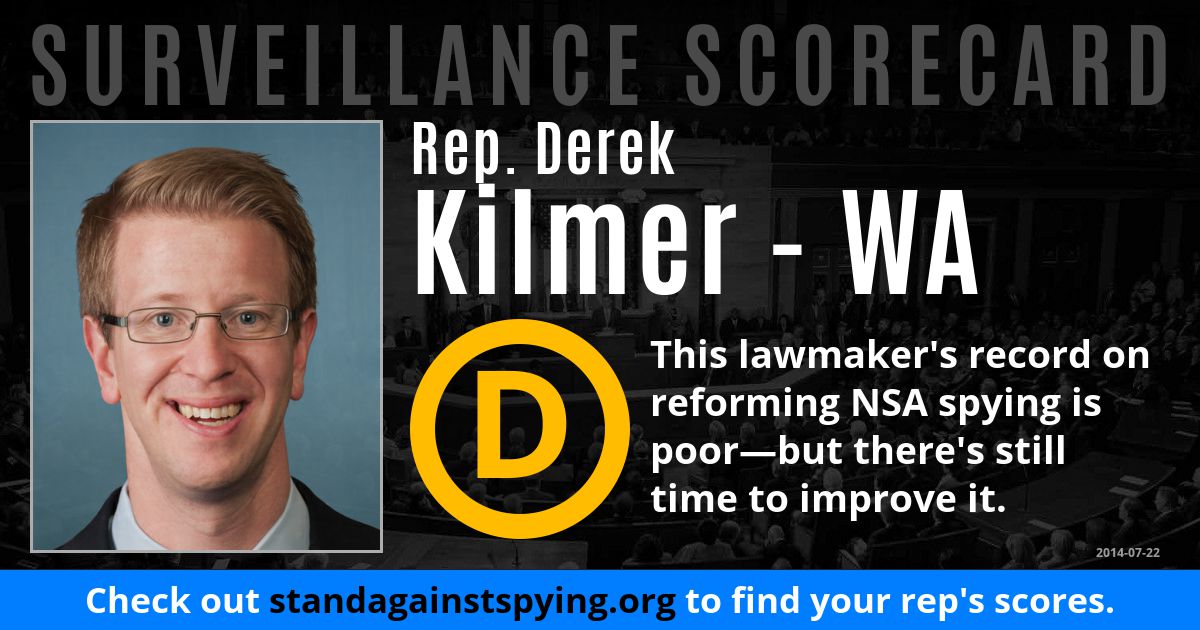 SURVEILLANCE SCORECARD
Rep. Derek
Kilmer - WA
D
This lawmaker's record on
reforming NSA spying is
poor—but there's still
time to improve it.
2014-07-22
Check out standagainstspying.org to find your rep's scores.